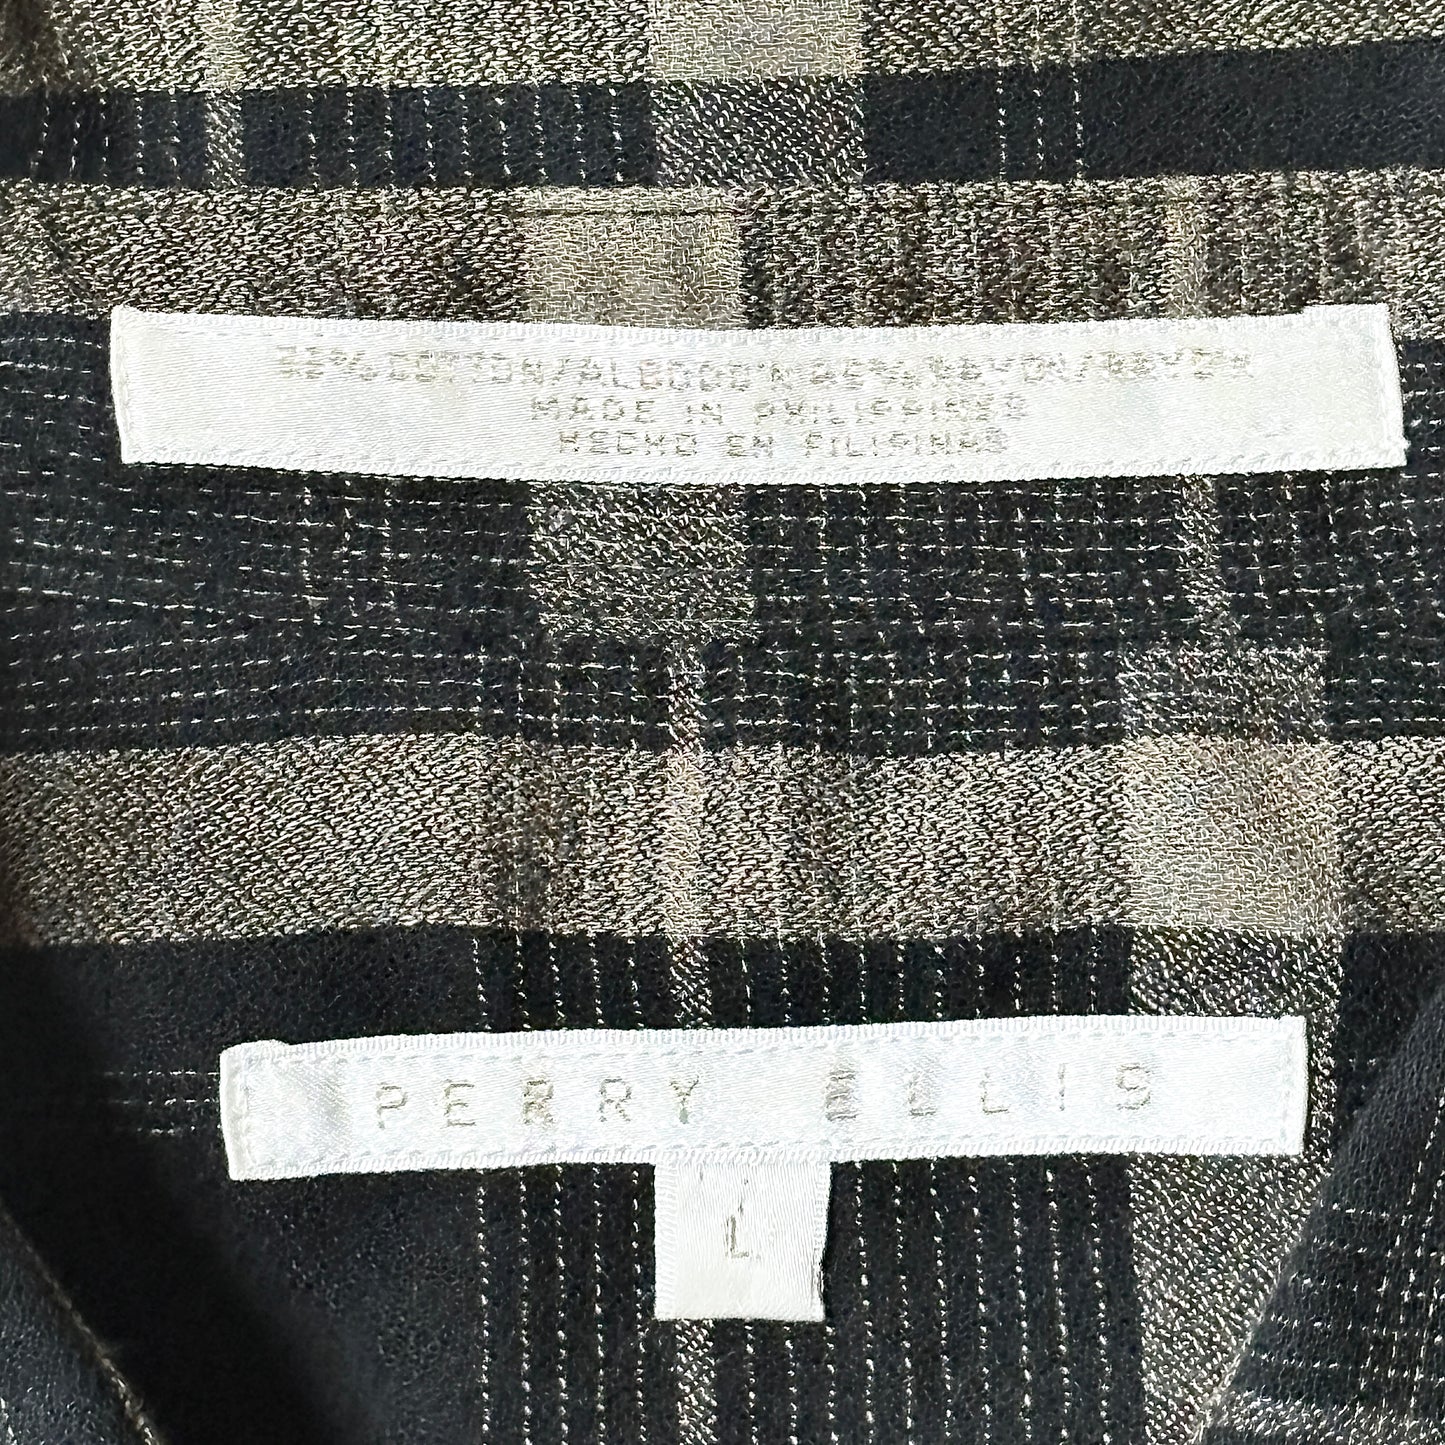 COTTON/ALGODON RAYON/RAYON
MADE IN PHILIPPINES
HECHO EN FILIPINAS
PERRY ELLIS
L